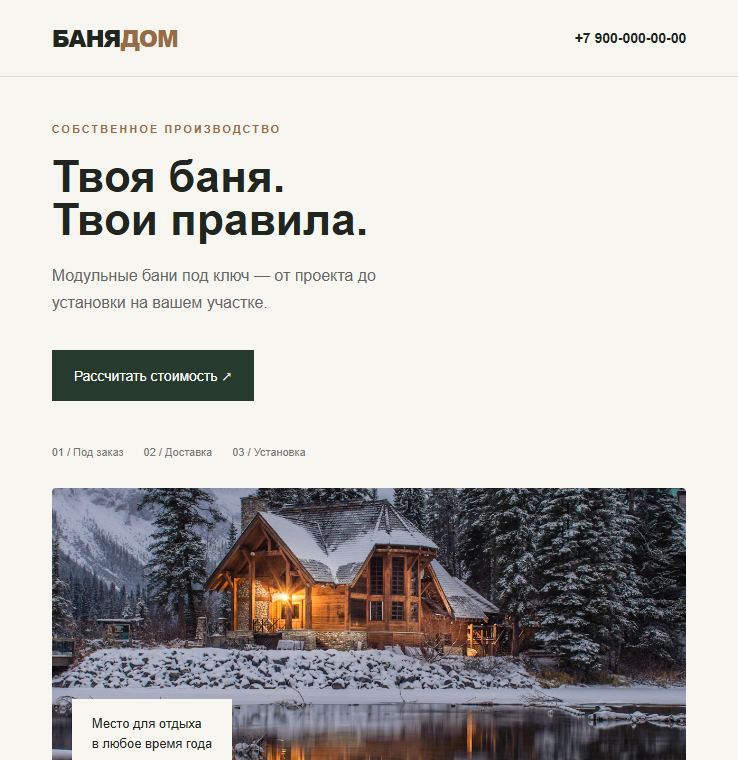 БАНЯДОМ
+7 900-000-00-00
СОБСТВЕННОЕ ПРОИЗВОДСТВО
Твоя баня.
Твои правила.
Модульные бани под ключ — от проекта до
установки на вашем участке.
Рассчитать стоимость ↗
01 / Под заказ 02 / Доставка 03 / Установка
Место для отдыха
в любое время года